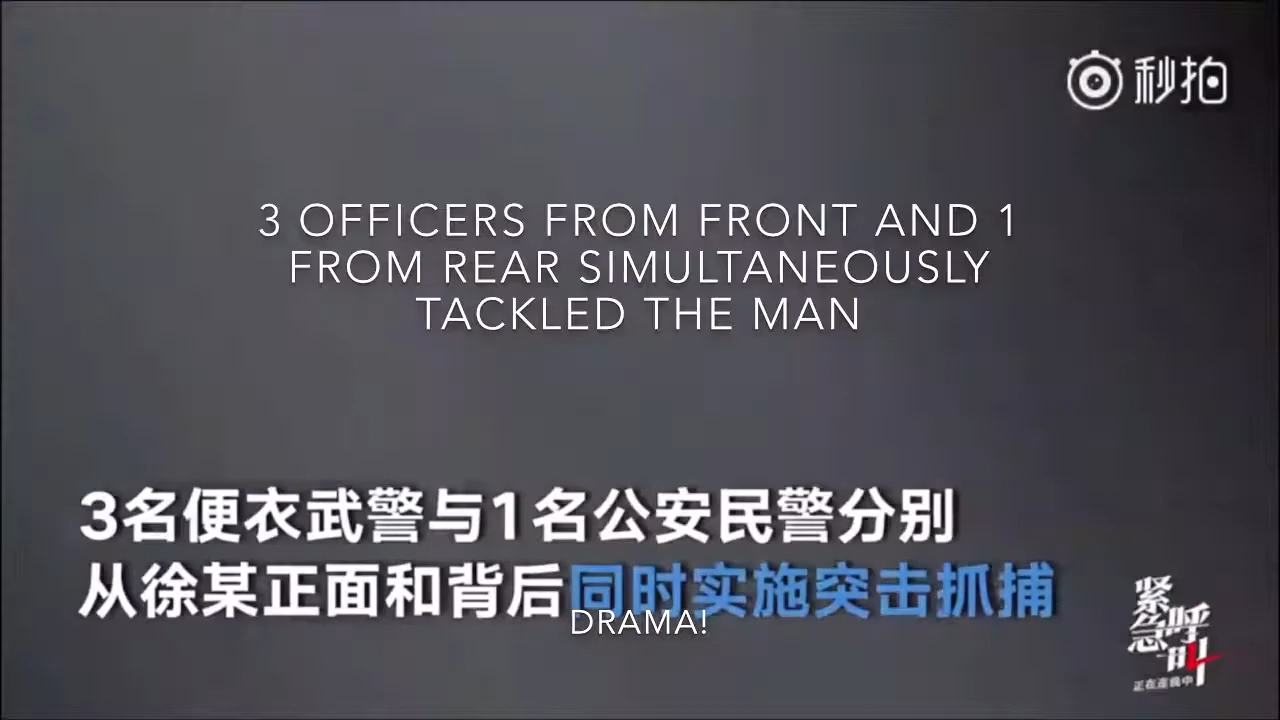 秒拍
3 OFFICERS FROM FRONT AND 1
FROM REAR SIMULTANEOUSLY
TACKLED THE MAN
3名便衣武警与1名公安民警分别
从徐某正面和背后同时实施突击抓捕
DRAMA!
紧急呼叫